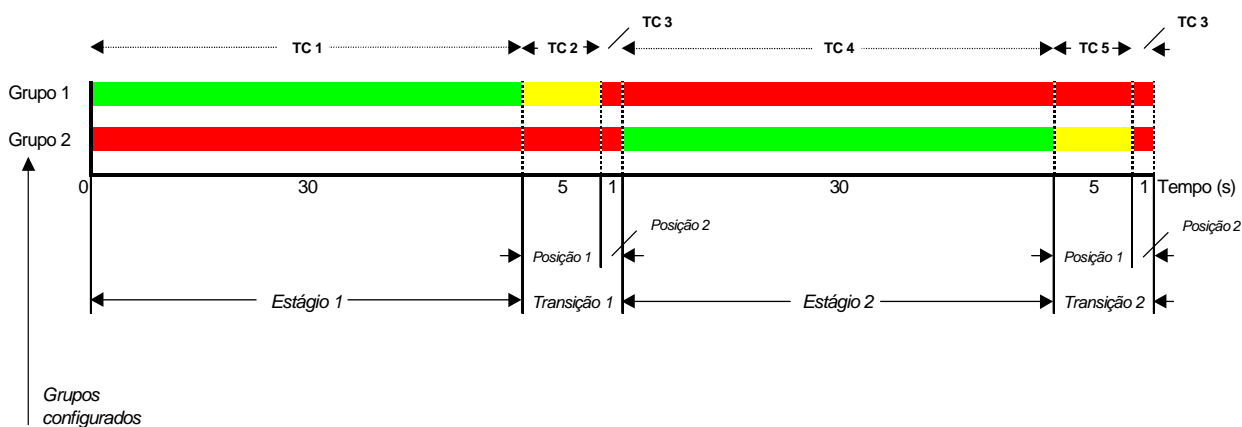 TC 3
TC 3
TC 1
TC 2
TC 4
TC 5
Grupo 1
Grupo 2
0
30
5
1
30
5
1
Tempo (s)
Posição 2
Posição 2
Posição 1
Posição 1
Estágio 1
Transição 1
Estágio 2
Transição 2
Grupos
configurados